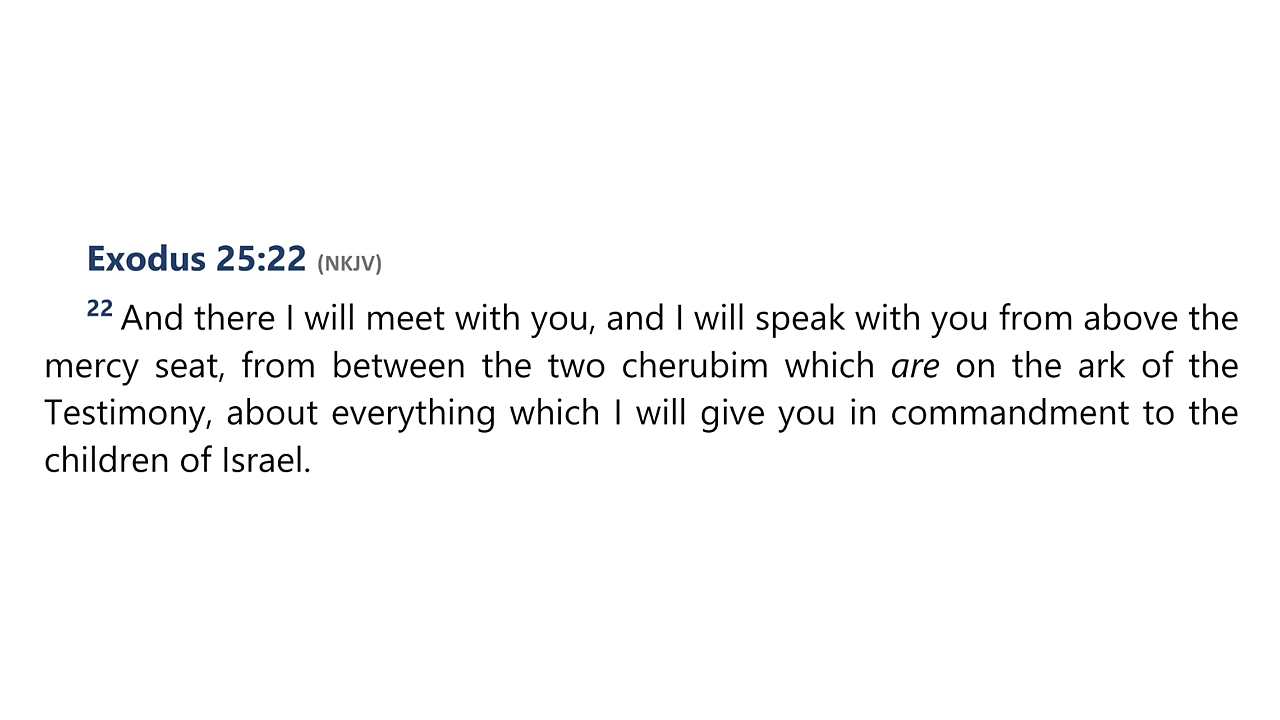 Exodus 25:22 (NKJV)
22 And there I will meet with you, and I will speak with you from above the
mercy seat, from between the two cherubim which are on the ark of the
Testimony, about everything which I will give you in commandment to the
children of Israel.